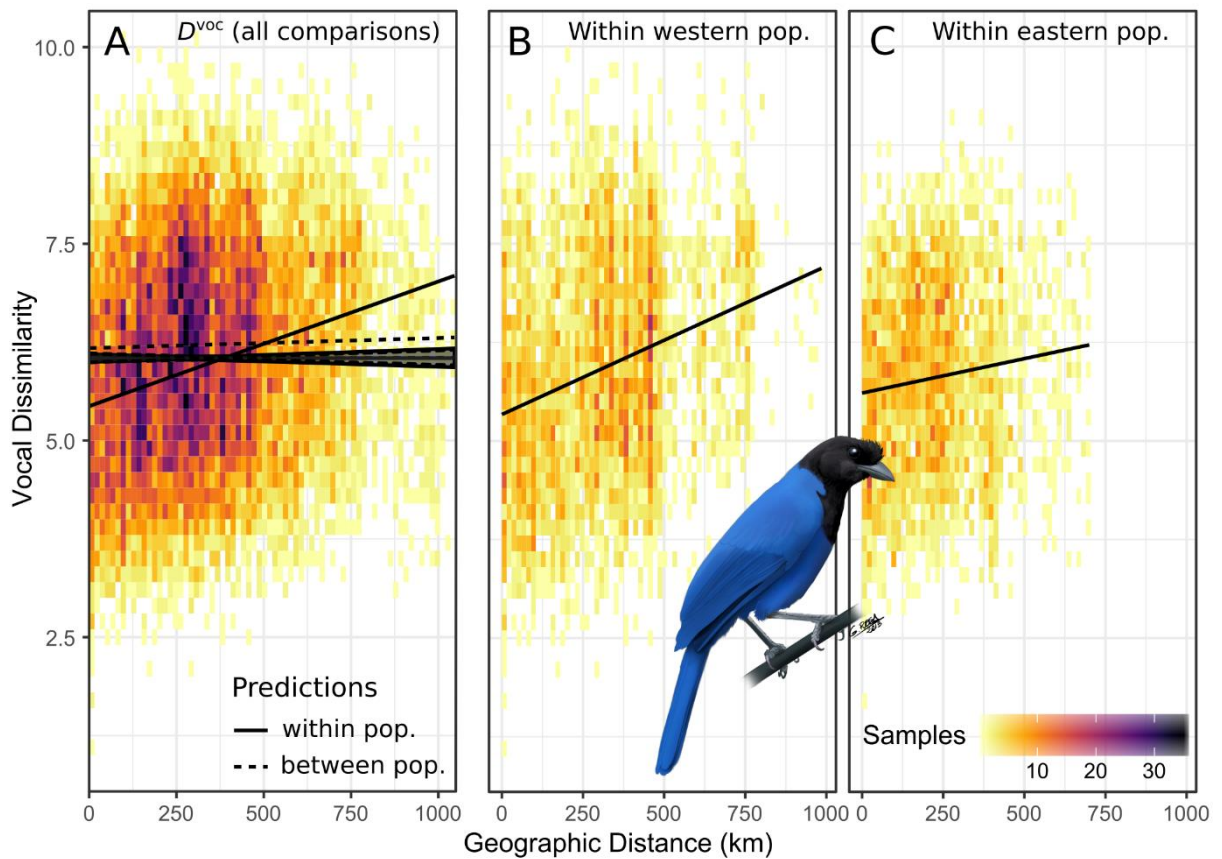 A
D^voc (all comparisons)
B
Within western pop.
C
Within eastern pop.
10.0
7.5
5.0
2.5
Vocal Dissimilarity
Predictions
within pop.
between pop.
Samples
10 20 30
0 250 500 750 1000
0 250 500 750 1000
0 250 500 750 1000
Geographic Distance (km)